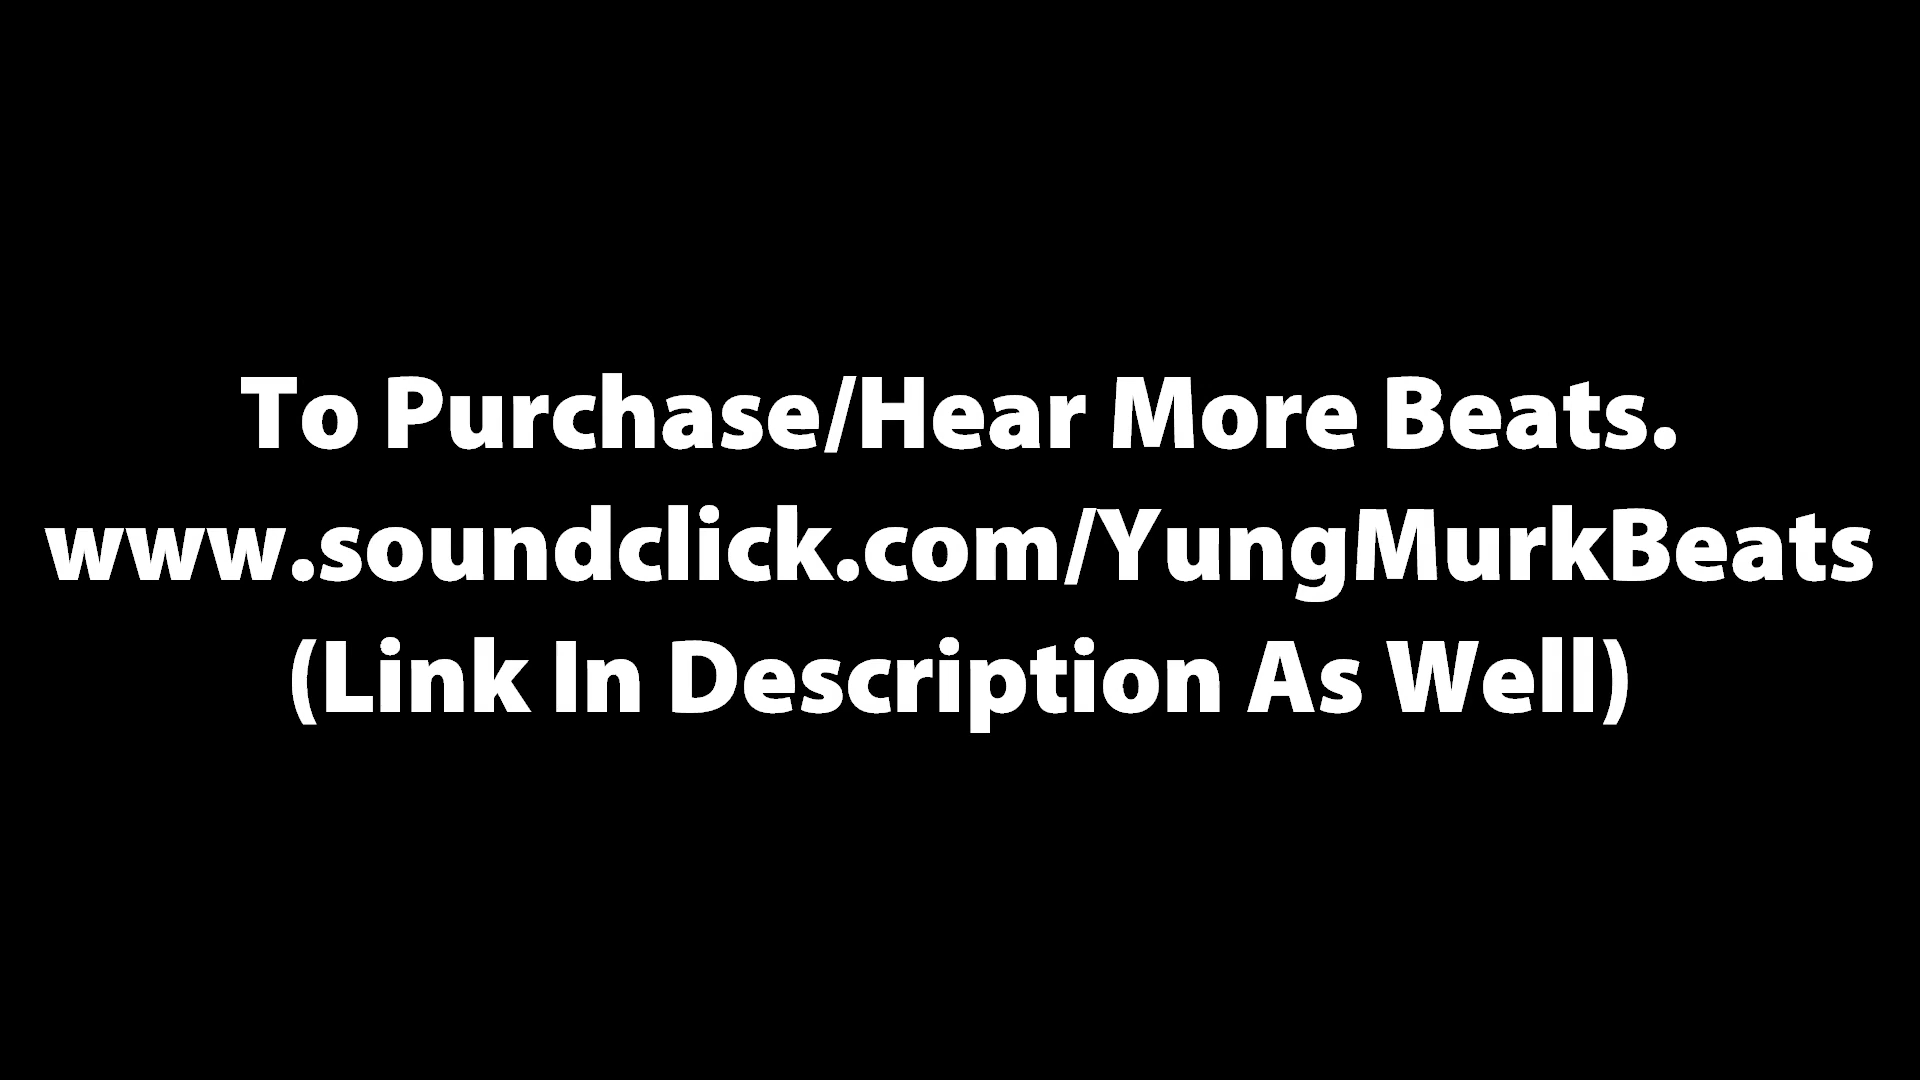 To Purchase/Hear More Beats.
www.soundclick.com/YungMurkBeats
(Link In Description As Well)